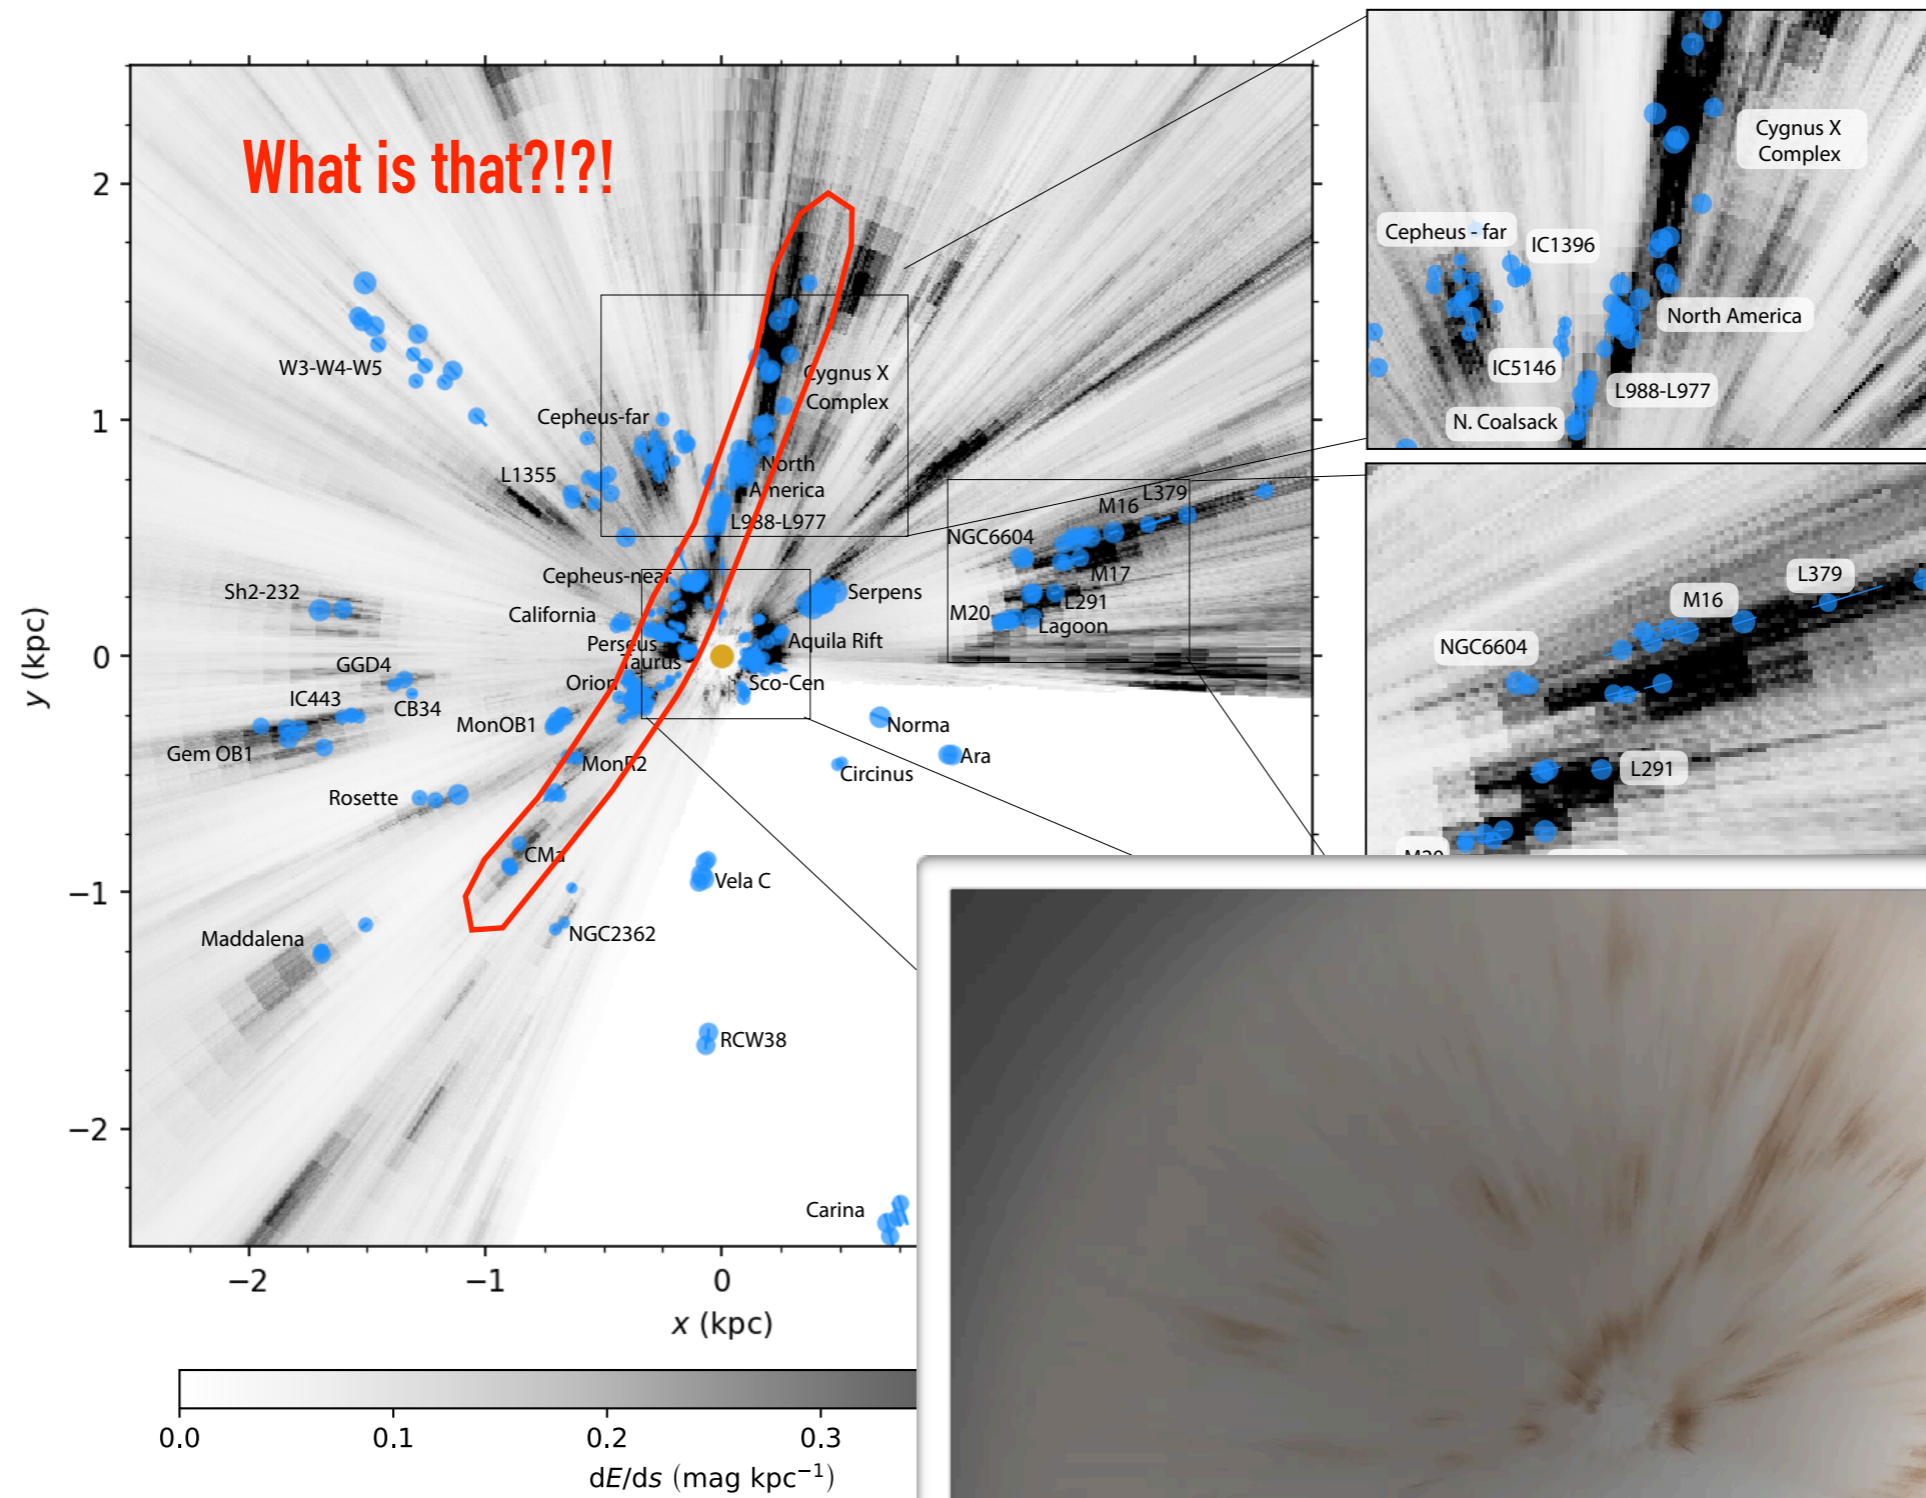 What is that?!?!
W3-W4-W5
Cepheus-far
L1355
Cygnus X
Complex
North
America
L988-L977
Cepheus-near
California
Perseus
Taurus
Orion
Sh2-232
GGD4
IC443
CB34
Gem OB1
MonOB1
MonR2
Rosette
CMa
Maddalena
NGC2362
Vela C
RCW38
Carina
Serpens
Aquila Rift
Sco-Cen
Norma
Ara
Circinus
NGC6604
M16
L379
M17
M20
L291
Lagoon
2
1
0
−1
−2
y (kpc)
−2
−1
0
x (kpc)
0.0
0.1
0.2
0.3
dE/ds (mag kpc⁻¹)
Cygnus X
Complex
Cepheus - far
IC1396
North America
IC5146
L988-L977
N. Coalsack
L379
M16
NGC6604
L291